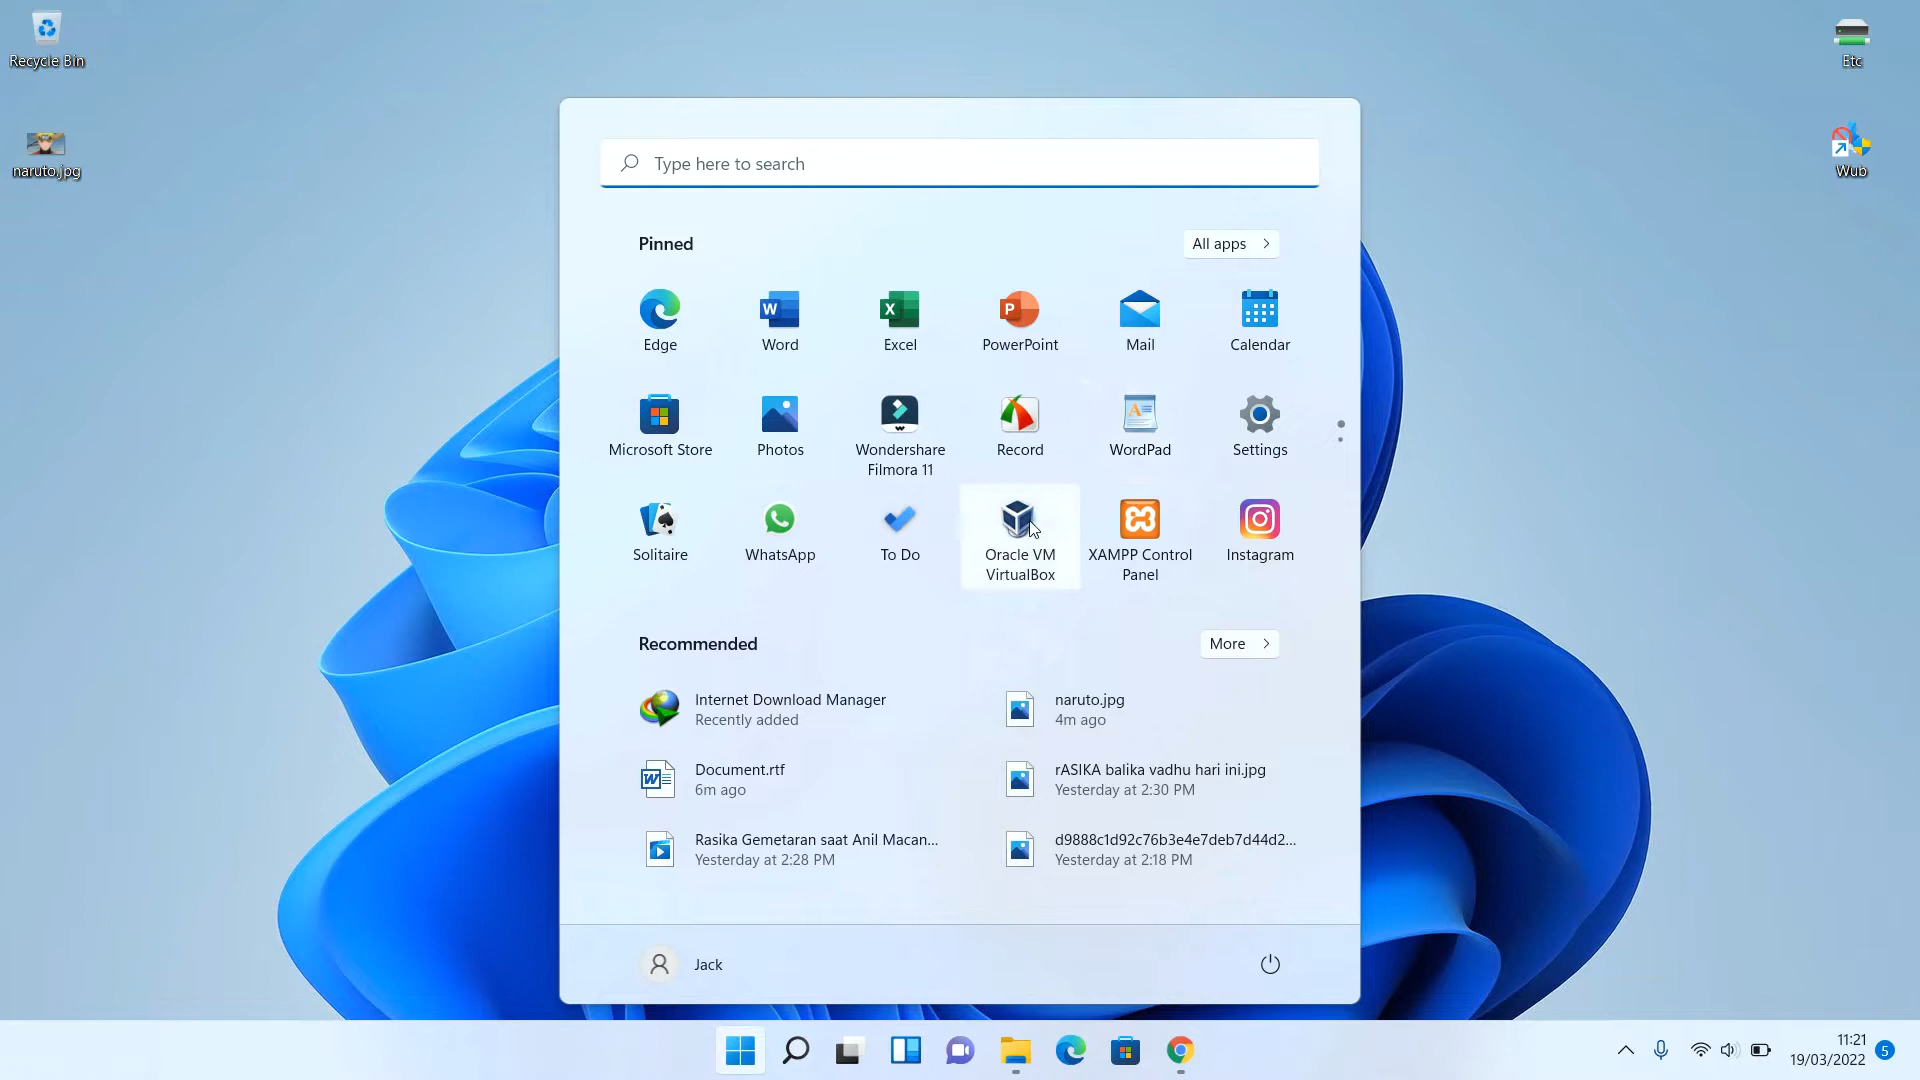 Recycle Bin
naruto.jpg
Etc
Wub
Type here to search
Pinned
All apps
Edge
Word
Excel
PowerPoint
Mail
Calendar
Microsoft Store
Photos
Wondershare
Filmora 11
Record
WordPad
Settings
Solitaire
WhatsApp
To Do
Oracle VM
VirtualBox
XAMPP Control
Panel
Instagram
Recommended
More
Internet Download Manager
Recently added
naruto.jpg
4m ago
Document.rtf
6m ago
rASIKA balika vadhu hari ini.jpg
Yesterday at 2:30 PM
Rasika Gemetaran saat Anil Macan...
Yesterday at 2:28 PM
d9888c1d92c76b3e4e7deb7d44d2...
Yesterday at 2:18 PM
Jack
11:21
19/03/2022
5